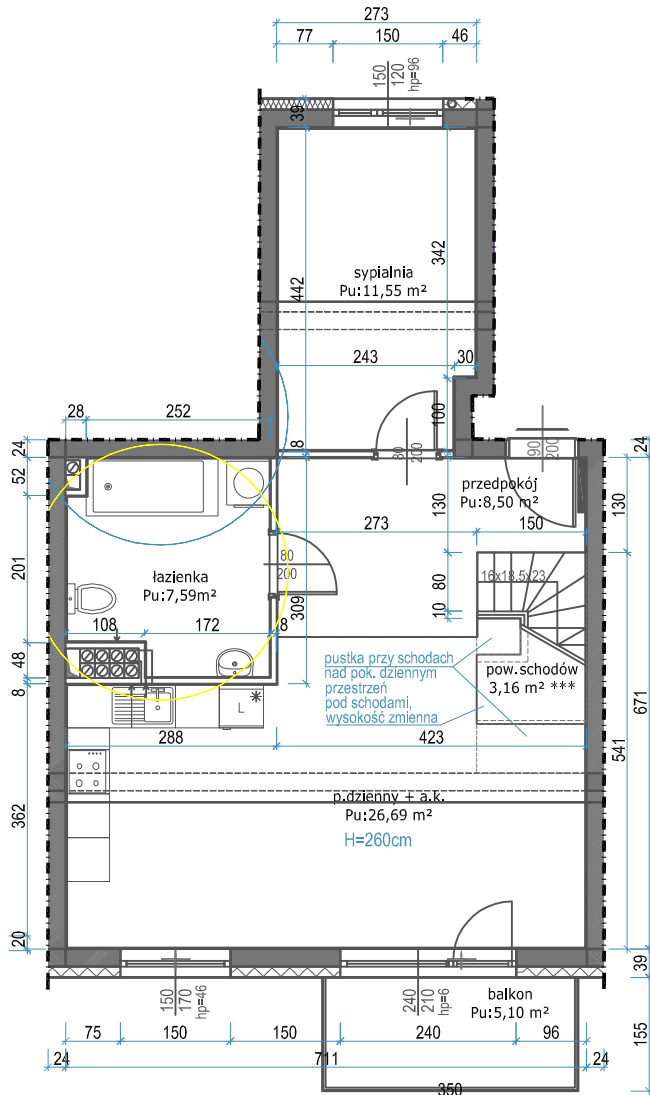 273
77 150 46
150
120
hp=96
39
342
442
sypialnia
Pu:11,55 m²
243 30
100
28 252
24
52
8
80
200
90
200
24
przedpokój
Pu:8,50 m²
130
273 150
130
201
80
200
łazienka
Pu:7,59m²
309
16x18,5x23
80
10
108 172 8
48
8
pustka przy schodach
nad pok. dziennym
przestrzeń
pod schodami,
wysokość zmienna
pow.schodów
3,16 m² ***
671
541
L
288 423
362
p.dzienny + a.k.
Pu:26,69 m²
H=260cm
20
39
150
170
hp=46
240
210
hp=6
balkon
Pu:5,10 m²
155
75 150 150 240 96
24 711 24
350